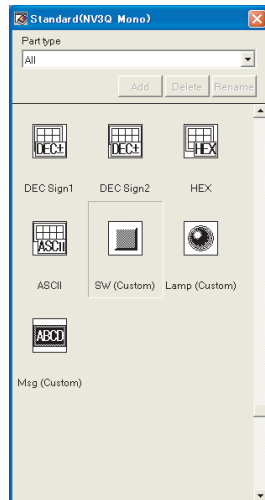 Standard(NV3Q Mono)
Part type
All
Add Delete Rename
DEC± DEC± HEX
DEC Sign1 DEC Sign2 HEX
ASCII
ASCII SW (Custom) Lamp (Custom)
ABCD
Msg (Custom)